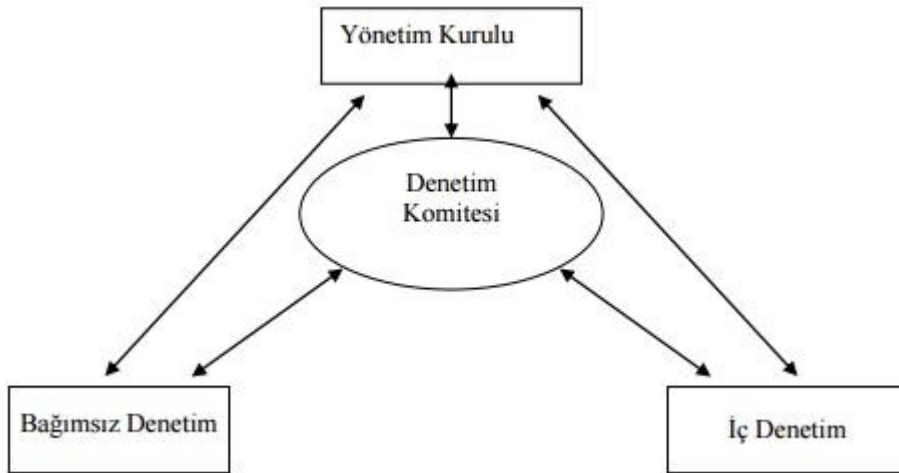 Yönetim Kurulu
Denetim
Komitesi
Bağımsız Denetim
İç Denetim